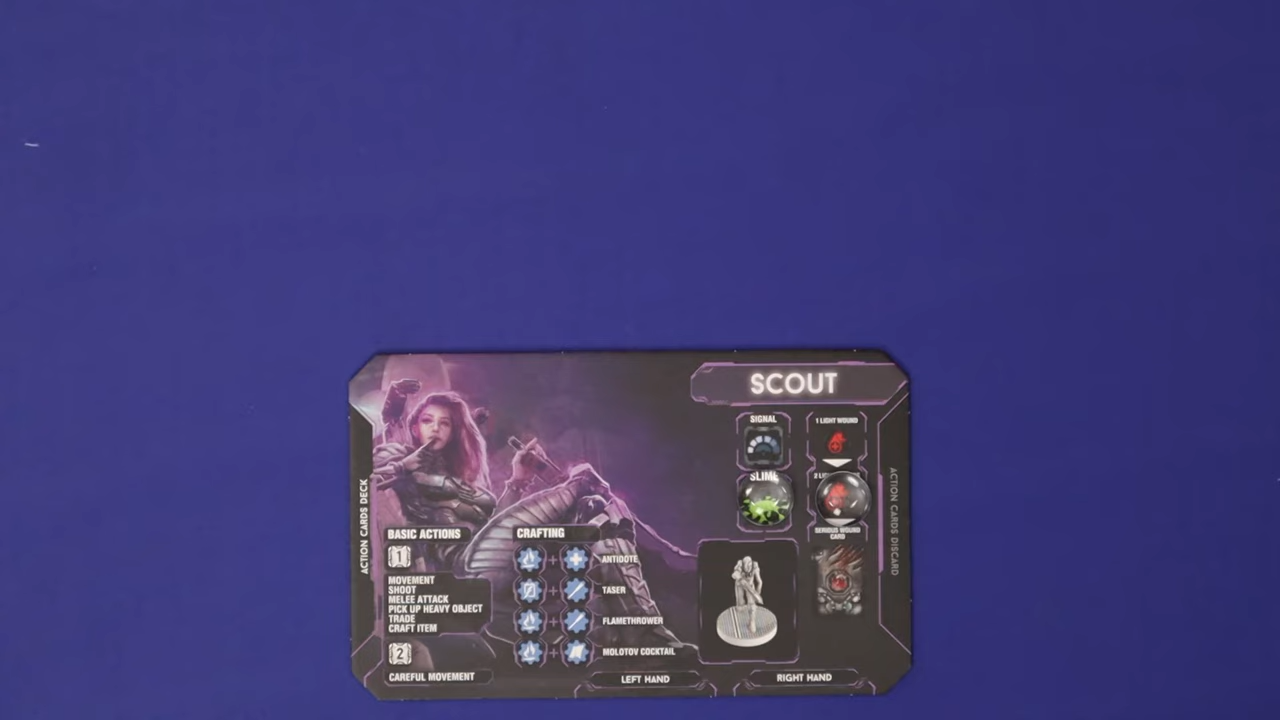 SCOUT
SIGNAL
1 LIGHT WOUND
SLIME
SERIOUS WOUND
CARD
ACTION CARDS DECK
ACTION CARDS DISCARD
BASIC ACTIONS
1
MOVEMENT
SHOOT
MELEE ATTACK
PICK UP HEAVY OBJECT
TRADE
CRAFT ITEM
2
CAREFUL MOVEMENT
CRAFTING
+ ANTIDOTE
+ TASER
+ FLAMETHROWER
+ MOLOTOV COCKTAIL
LEFT HAND
RIGHT HAND